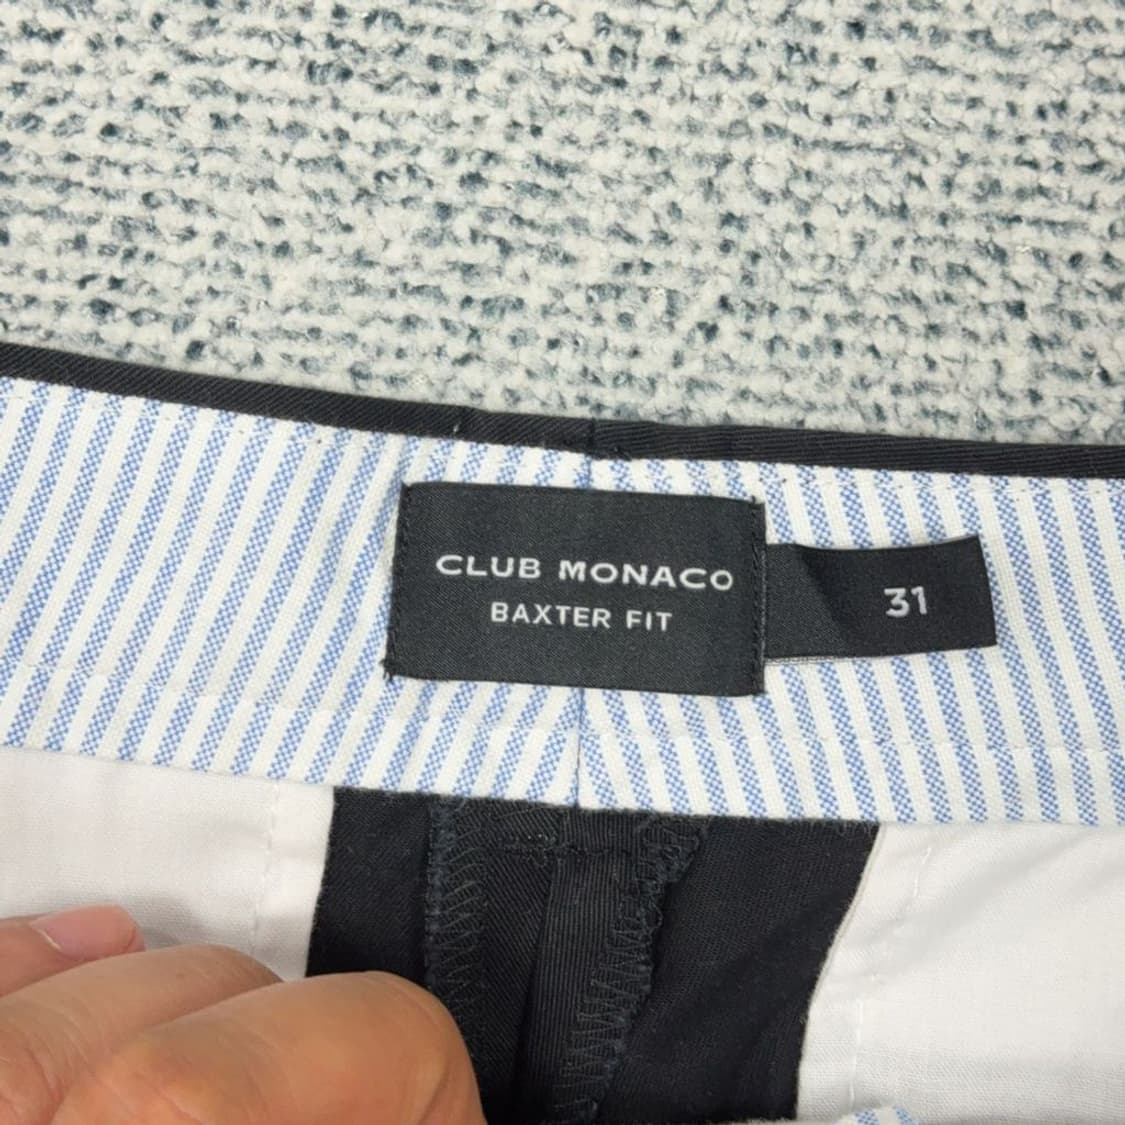 CLUB MONACO
BAXTER FIT
31